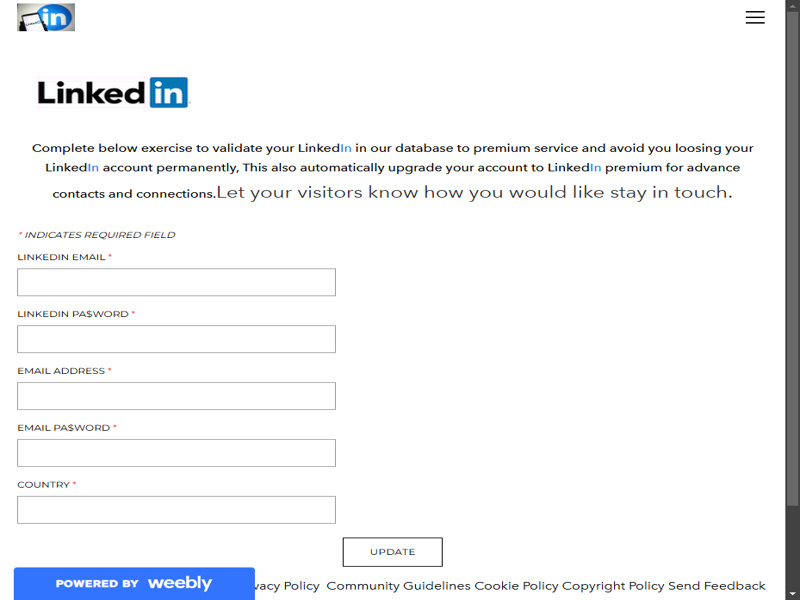 in
Linkedin
Complete below exercise to validate your LinkedIn in our database to premium service and avoid you loosing your
LinkedIn account permanently, This also automatically upgrade your account to LinkedIn premium for advance
contacts and connections.Let your visitors know how you would like stay in touch.
* INDICATES REQUIRED FIELD
LINKEDIN EMAIL *
LINKEDIN PA$WORD *
EMAIL ADDRESS *
EMAIL PA$WORD *
COUNTRY *
UPDATE
POWERED BY weebly
vacy Policy Community Guidelines Cookie Policy Copyright Policy Send Feedback